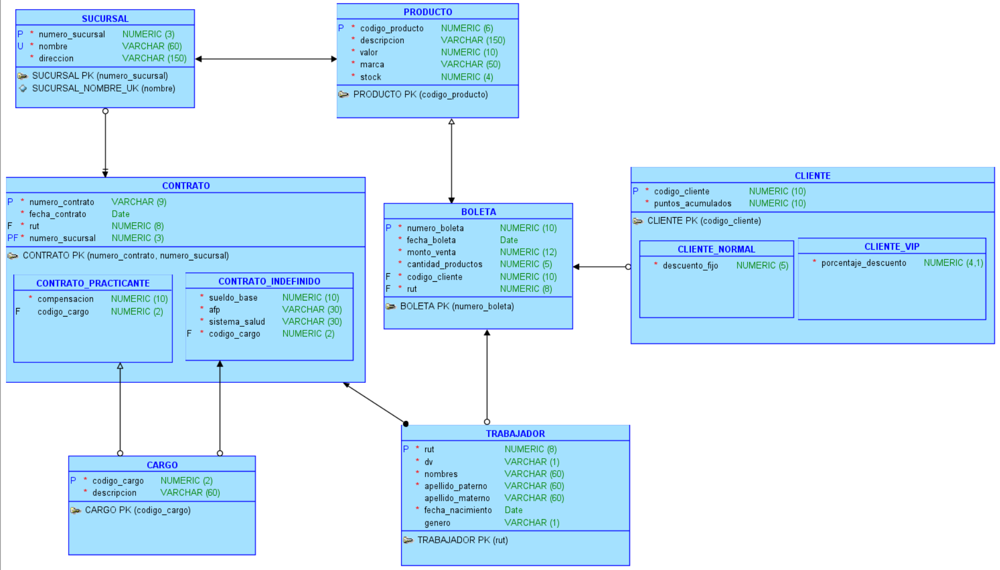 SUCURSAL
P * numero_sucursal NUMERIC (3)
U * nombre VARCHAR (60)
* direccion VARCHAR (150)
SUCURSAL PK (numero_sucursal)
SUCURSAL_NOMBRE_UK (nombre)
PRODUCTO
P * codigo_producto NUMERIC (6)
* descripcion VARCHAR (150)
* valor NUMERIC (10)
* marca VARCHAR (50)
* stock NUMERIC (4)
PRODUCTO PK (codigo_producto)
CONTRATO
P * numero_contrato VARCHAR (9)
* fecha_contrato Date
F * rut NUMERIC (8)
PF * numero_sucursal NUMERIC (3)
CONTRATO PK (numero_contrato, numero_sucursal)
CONTRATO_PRACTICANTE
* compensacion NUMERIC (10)
F codigo_cargo NUMERIC (2)
CONTRATO_INDEFINIDO
* sueldo_base NUMERIC (10)
* afp VARCHAR (30)
* sistema_salud VARCHAR (30)
F * codigo_cargo NUMERIC (2)
BOLETA
P * numero_boleta NUMERIC (10)
* fecha_boleta Date
* monto_venta NUMERIC (12)
* cantidad_productos NUMERIC (5)
F * codigo_cliente NUMERIC (10)
F * rut NUMERIC (8)
BOLETA PK (numero_boleta)
CLIENTE
P * codigo_cliente NUMERIC (10)
* puntos_acumulados NUMERIC (10)
CLIENTE PK (codigo_cliente)
CLIENTE_NORMAL
* descuento_fijo NUMERIC (5)
CLIENTE_VIP
* porcentaje_descuento NUMERIC (4,1)
CARGO
P * codigo_cargo NUMERIC (2)
* descripcion VARCHAR (60)
CARGO PK (codigo_cargo)
TRABAJADOR
P * rut NUMERIC (8)
* dv VARCHAR (1)
* nombres VARCHAR (60)
* apellido_paterno VARCHAR (60)
apellido_materno VARCHAR (60)
* fecha_nacimiento Date
genero VARCHAR (1)
TRABAJADOR PK (rut)